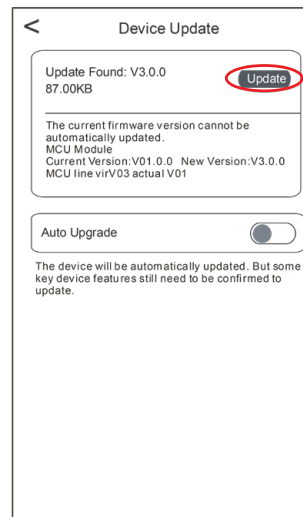 < Device Update
Update Found: V3.0.0
Update
87.00KB
The current firmware version cannot be
automatically updated.
MCU Module
Current Version:V01.0.0 New Version:V3.0.0
MCU line virV03 actual V01
Auto Upgrade
The device will be automatically updated. But some
key device features still need to be confirmed to
update.